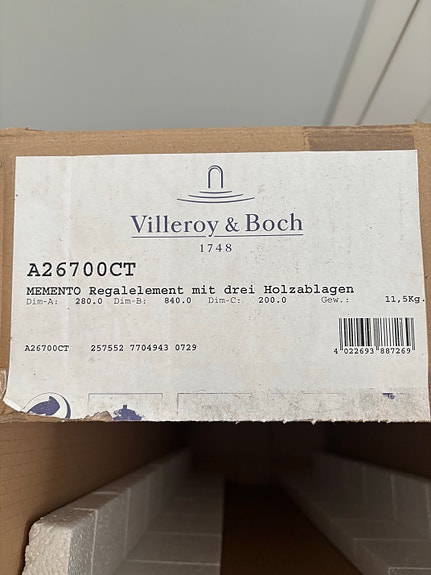 Villeroy & Boch
1748
A26700CT
MEMENTO Regalelement mit drei Holzablagen
Dim-A: 280.0 Dim-B: 840.0 Dim-C: 200.0 Gew.: 11,5Kg.
A26700CT 257552 7704943 0729
4 022693 887269